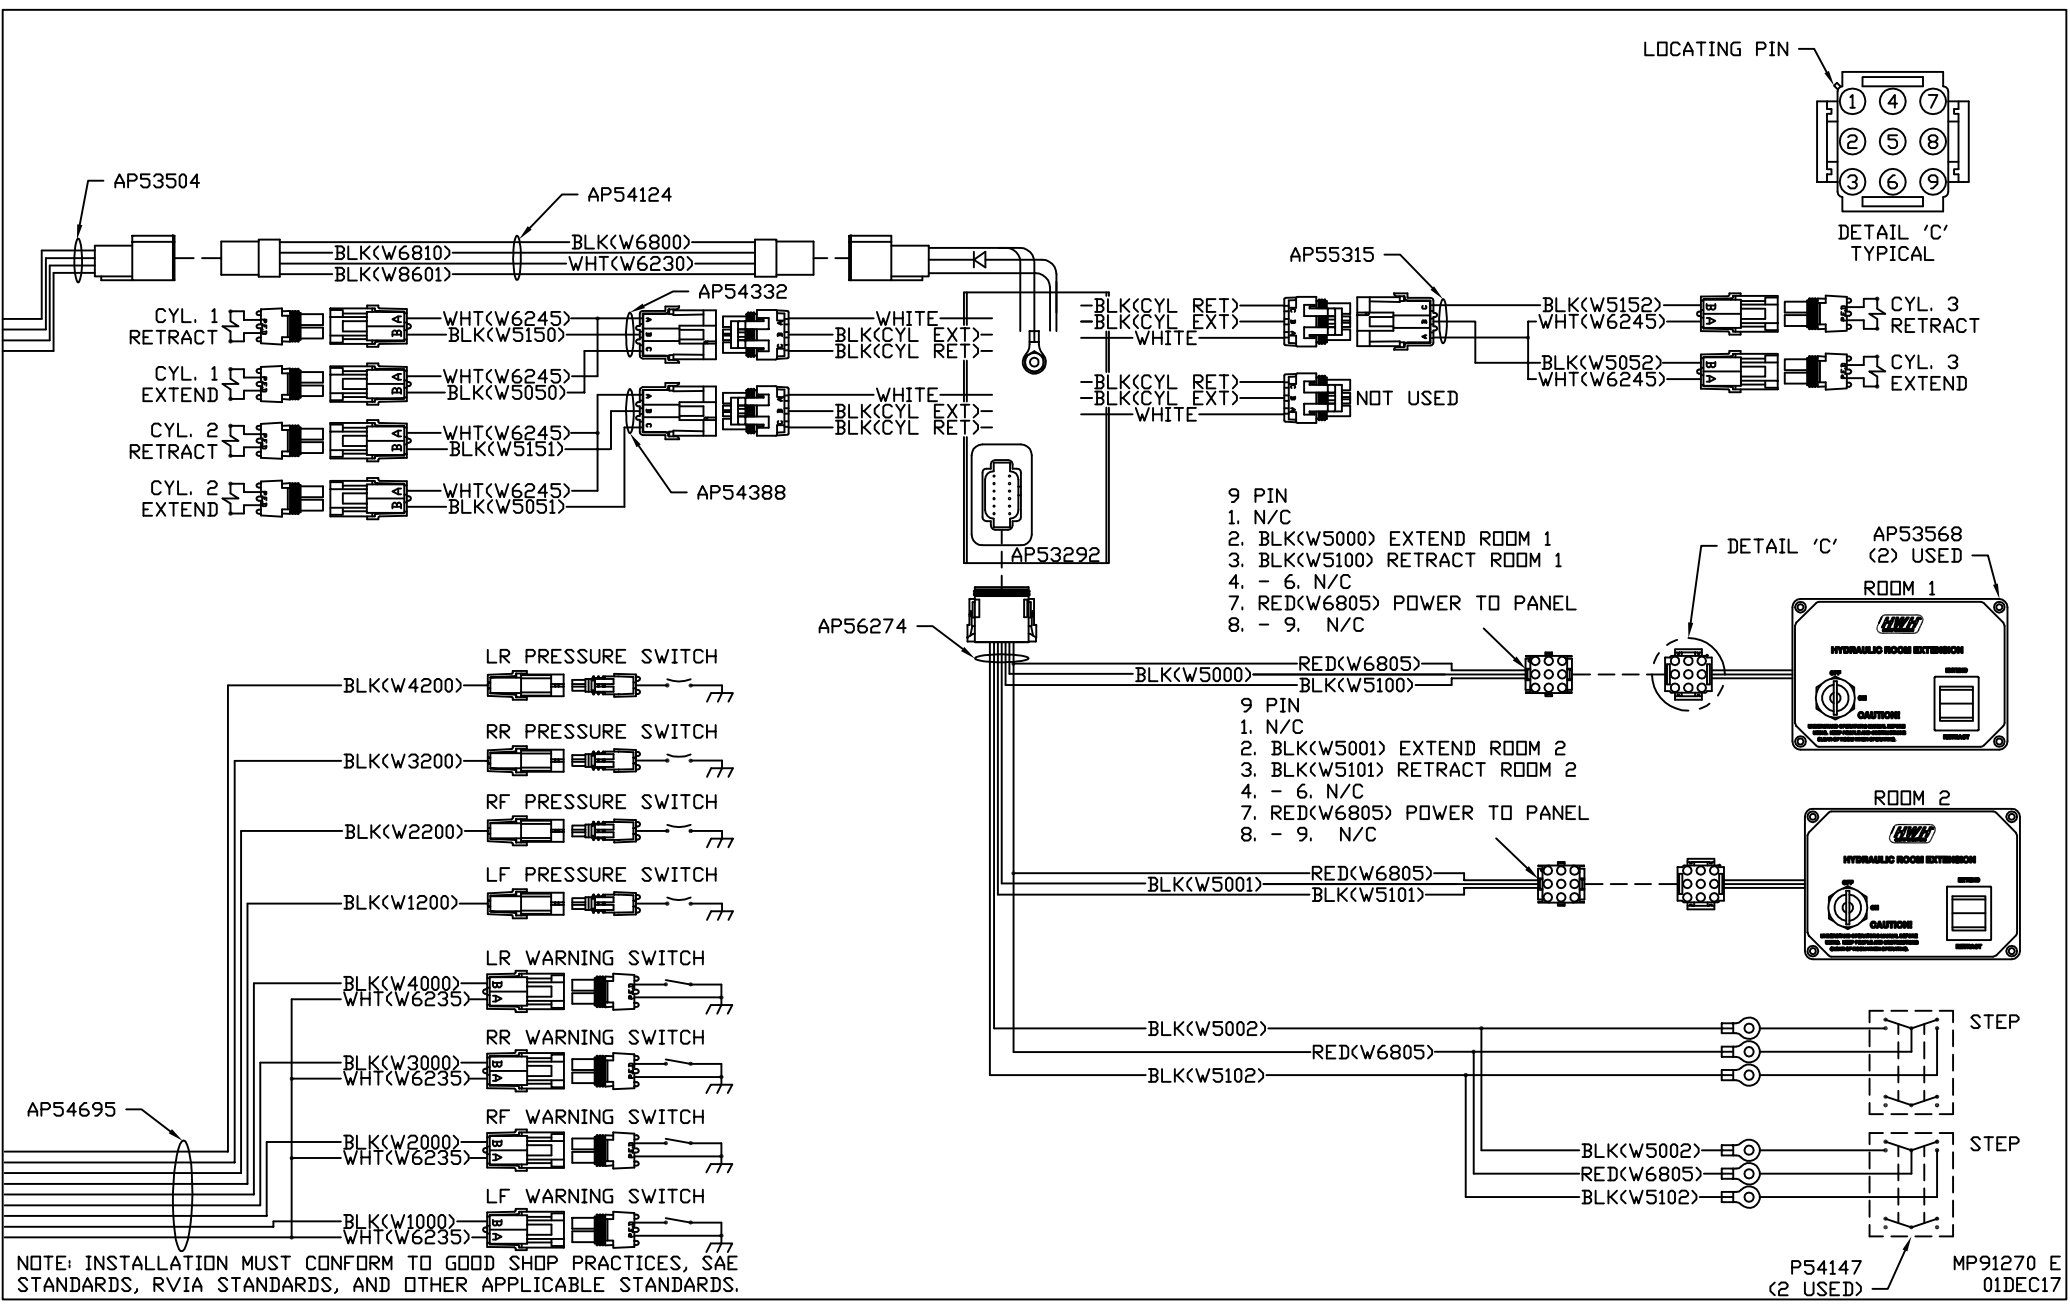 LOCATING PIN
1 4 7
2 5 8
3 6 9
DETAIL 'C'
TYPICAL
AP53504
AP54124
BLK(W6800)
BLK(W6810)
WHT(W6230)
BLK(W8601)
AP54332
CYL. 1
RETRACT
A
B
WHT(W6245)
BLK(W5150)
A
B
C
WHITE
BLK(CYL EXT)
BLK(CYL RET)
CYL. 1
EXTEND
A
B
WHT(W6245)
BLK(W5050)
CYL. 2
RETRACT
A
B
WHT(W6245)
BLK(W5151)
A
B
C
WHITE
BLK(CYL EXT)
BLK(CYL RET)
CYL. 2
EXTEND
A
B
WHT(W6245)
BLK(W5051)
AP54388
AP53292
BLK(CYL RET)
BLK(CYL EXT)
WHITE
AP55315
C
B
A
BLK(W5152)
WHT(W6245)
B
A
CYL. 3
RETRACT
BLK(W5052)
WHT(W6245)
B
A
CYL. 3
EXTEND
BLK(CYL RET)
BLK(CYL EXT)
WHITE
NOT USED
9 PIN
1. N/C
2. BLK(W5000) EXTEND ROOM 1
3. BLK(W5100) RETRACT ROOM 1
4. - 6. N/C
7. RED(W6805) POWER TO PANEL
8. - 9. N/C
DETAIL 'C'
AP53568
(2) USED
ROOM 1
HWH
HYDRAULIC ROOM EXTENSION
OFF
ON
CAUTION!
EXTEND
RETRACT
AP56274
RED(W6805)
BLK(W5000)
BLK(W5100)
9 PIN
1. N/C
2. BLK(W5001) EXTEND ROOM 2
3. BLK(W5101) RETRACT ROOM 2
4. - 6. N/C
7. RED(W6805) POWER TO PANEL
8. - 9. N/C
ROOM 2
HWH
HYDRAULIC ROOM EXTENSION
OFF
ON
CAUTION!
EXTEND
RETRACT
RED(W6805)
BLK(W5001)
BLK(W5101)
LR PRESSURE SWITCH
BLK(W4200)
RR PRESSURE SWITCH
BLK(W3200)
RF PRESSURE SWITCH
BLK(W2200)
LF PRESSURE SWITCH
BLK(W1200)
LR WARNING SWITCH
BLK(W4000)
WHT(W6235)
B
A
RR WARNING SWITCH
BLK(W3000)
WHT(W6235)
B
A
RF WARNING SWITCH
BLK(W2000)
WHT(W6235)
B
A
LF WARNING SWITCH
BLK(W1000)
WHT(W6235)
B
A
AP54695
BLK(W5002)
RED(W6805)
BLK(W5102)
STEP
BLK(W5002)
RED(W6805)
BLK(W5102)
STEP
P54147
(2 USED)
NOTE: INSTALLATION MUST CONFORM TO GOOD SHOP PRACTICES, SAE
STANDARDS, RVIA STANDARDS, AND OTHER APPLICABLE STANDARDS.
MP91270 E
01DEC17